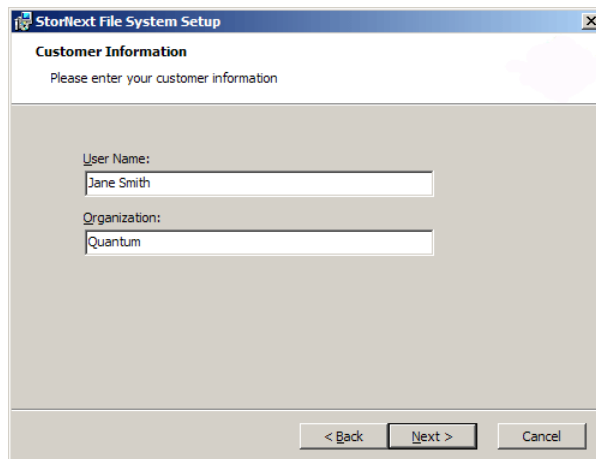 StorNext File System Setup
Customer Information
Please enter your customer information
User Name:
Jane Smith
Organization:
Quantum
< Back Next > Cancel